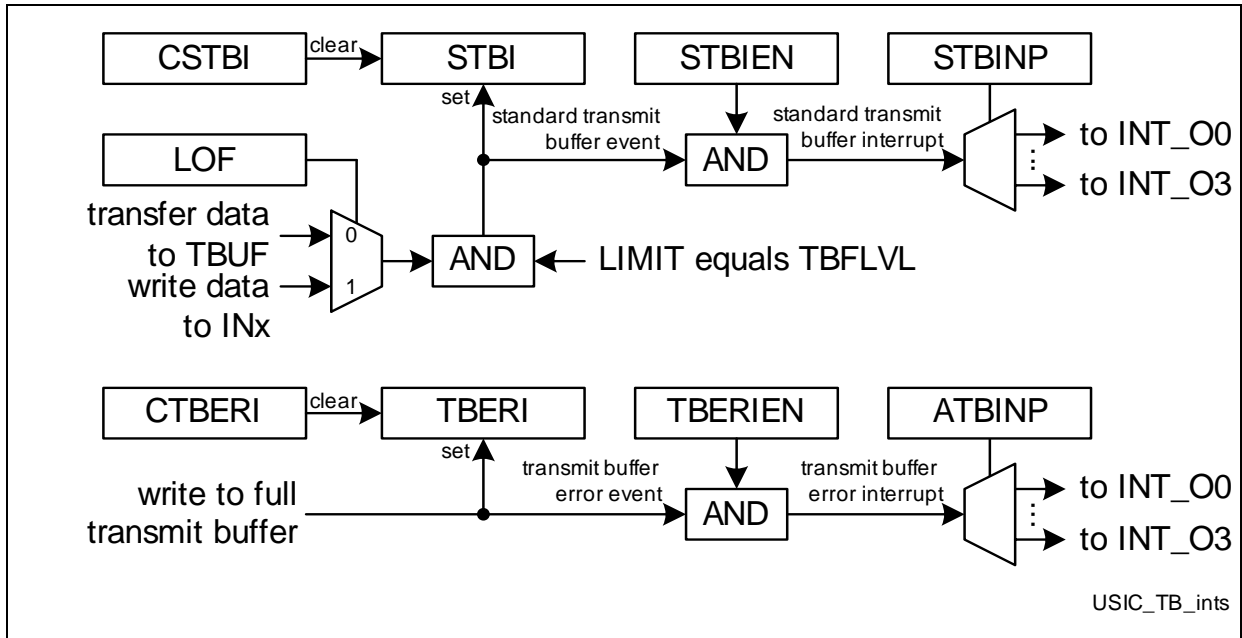 CSTBI
clear
STBI
STBIEN
STBINP
set
standard transmit
buffer event
standard transmit
buffer interrupt
to INT_O0
to INT_O3
AND
LOF
transfer data
to TBUF
0
write data
to INx
1
AND
LIMIT equals TBFLVL
CTBERI
clear
TBERI
TBERIEN
ATBINP
set
write to full
transmit buffer
transmit buffer
error event
AND
transmit buffer
error interrupt
to INT_O0
to INT_O3
USIC_TB_ints